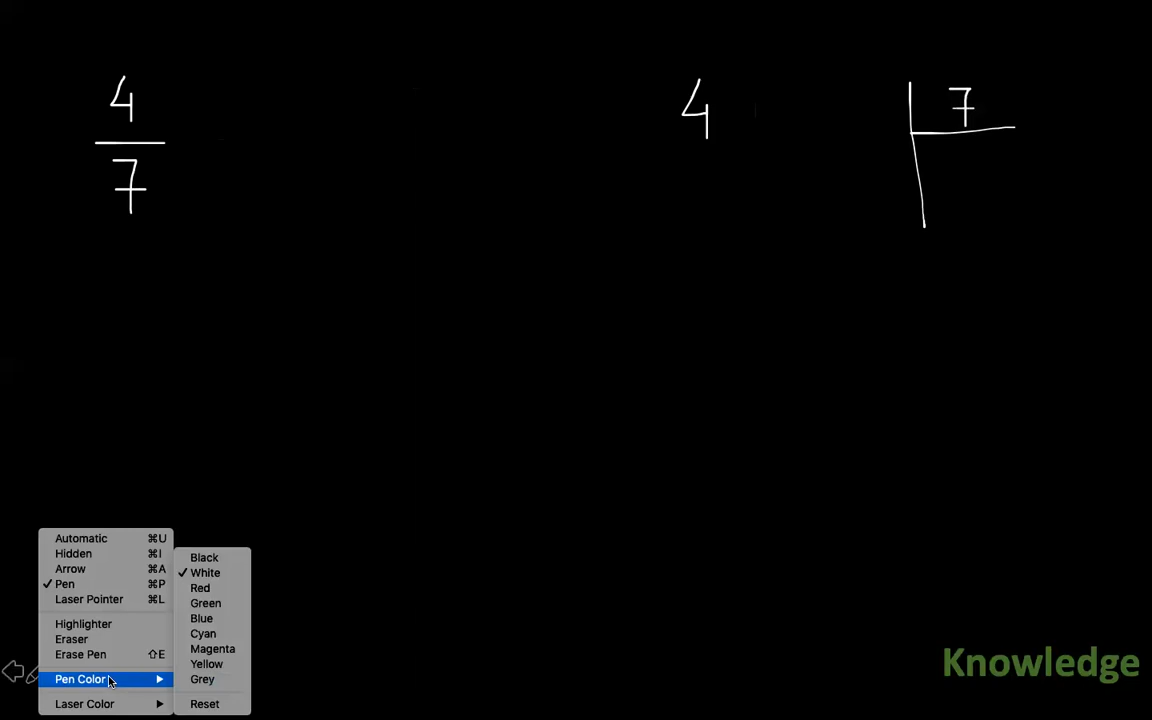 4
7
4 7
Automatic ⌘U
Hidden ⌘I
Arrow ⌘A
✓ Pen ⌘P
Laser Pointer ⌘L
Highlighter
Eraser
Erase Pen ⇧E
Pen Color ▶
Laser Color ▶
Black
✓ White
Red
Green
Blue
Cyan
Magenta
Yellow
Grey
Reset
Knowledge